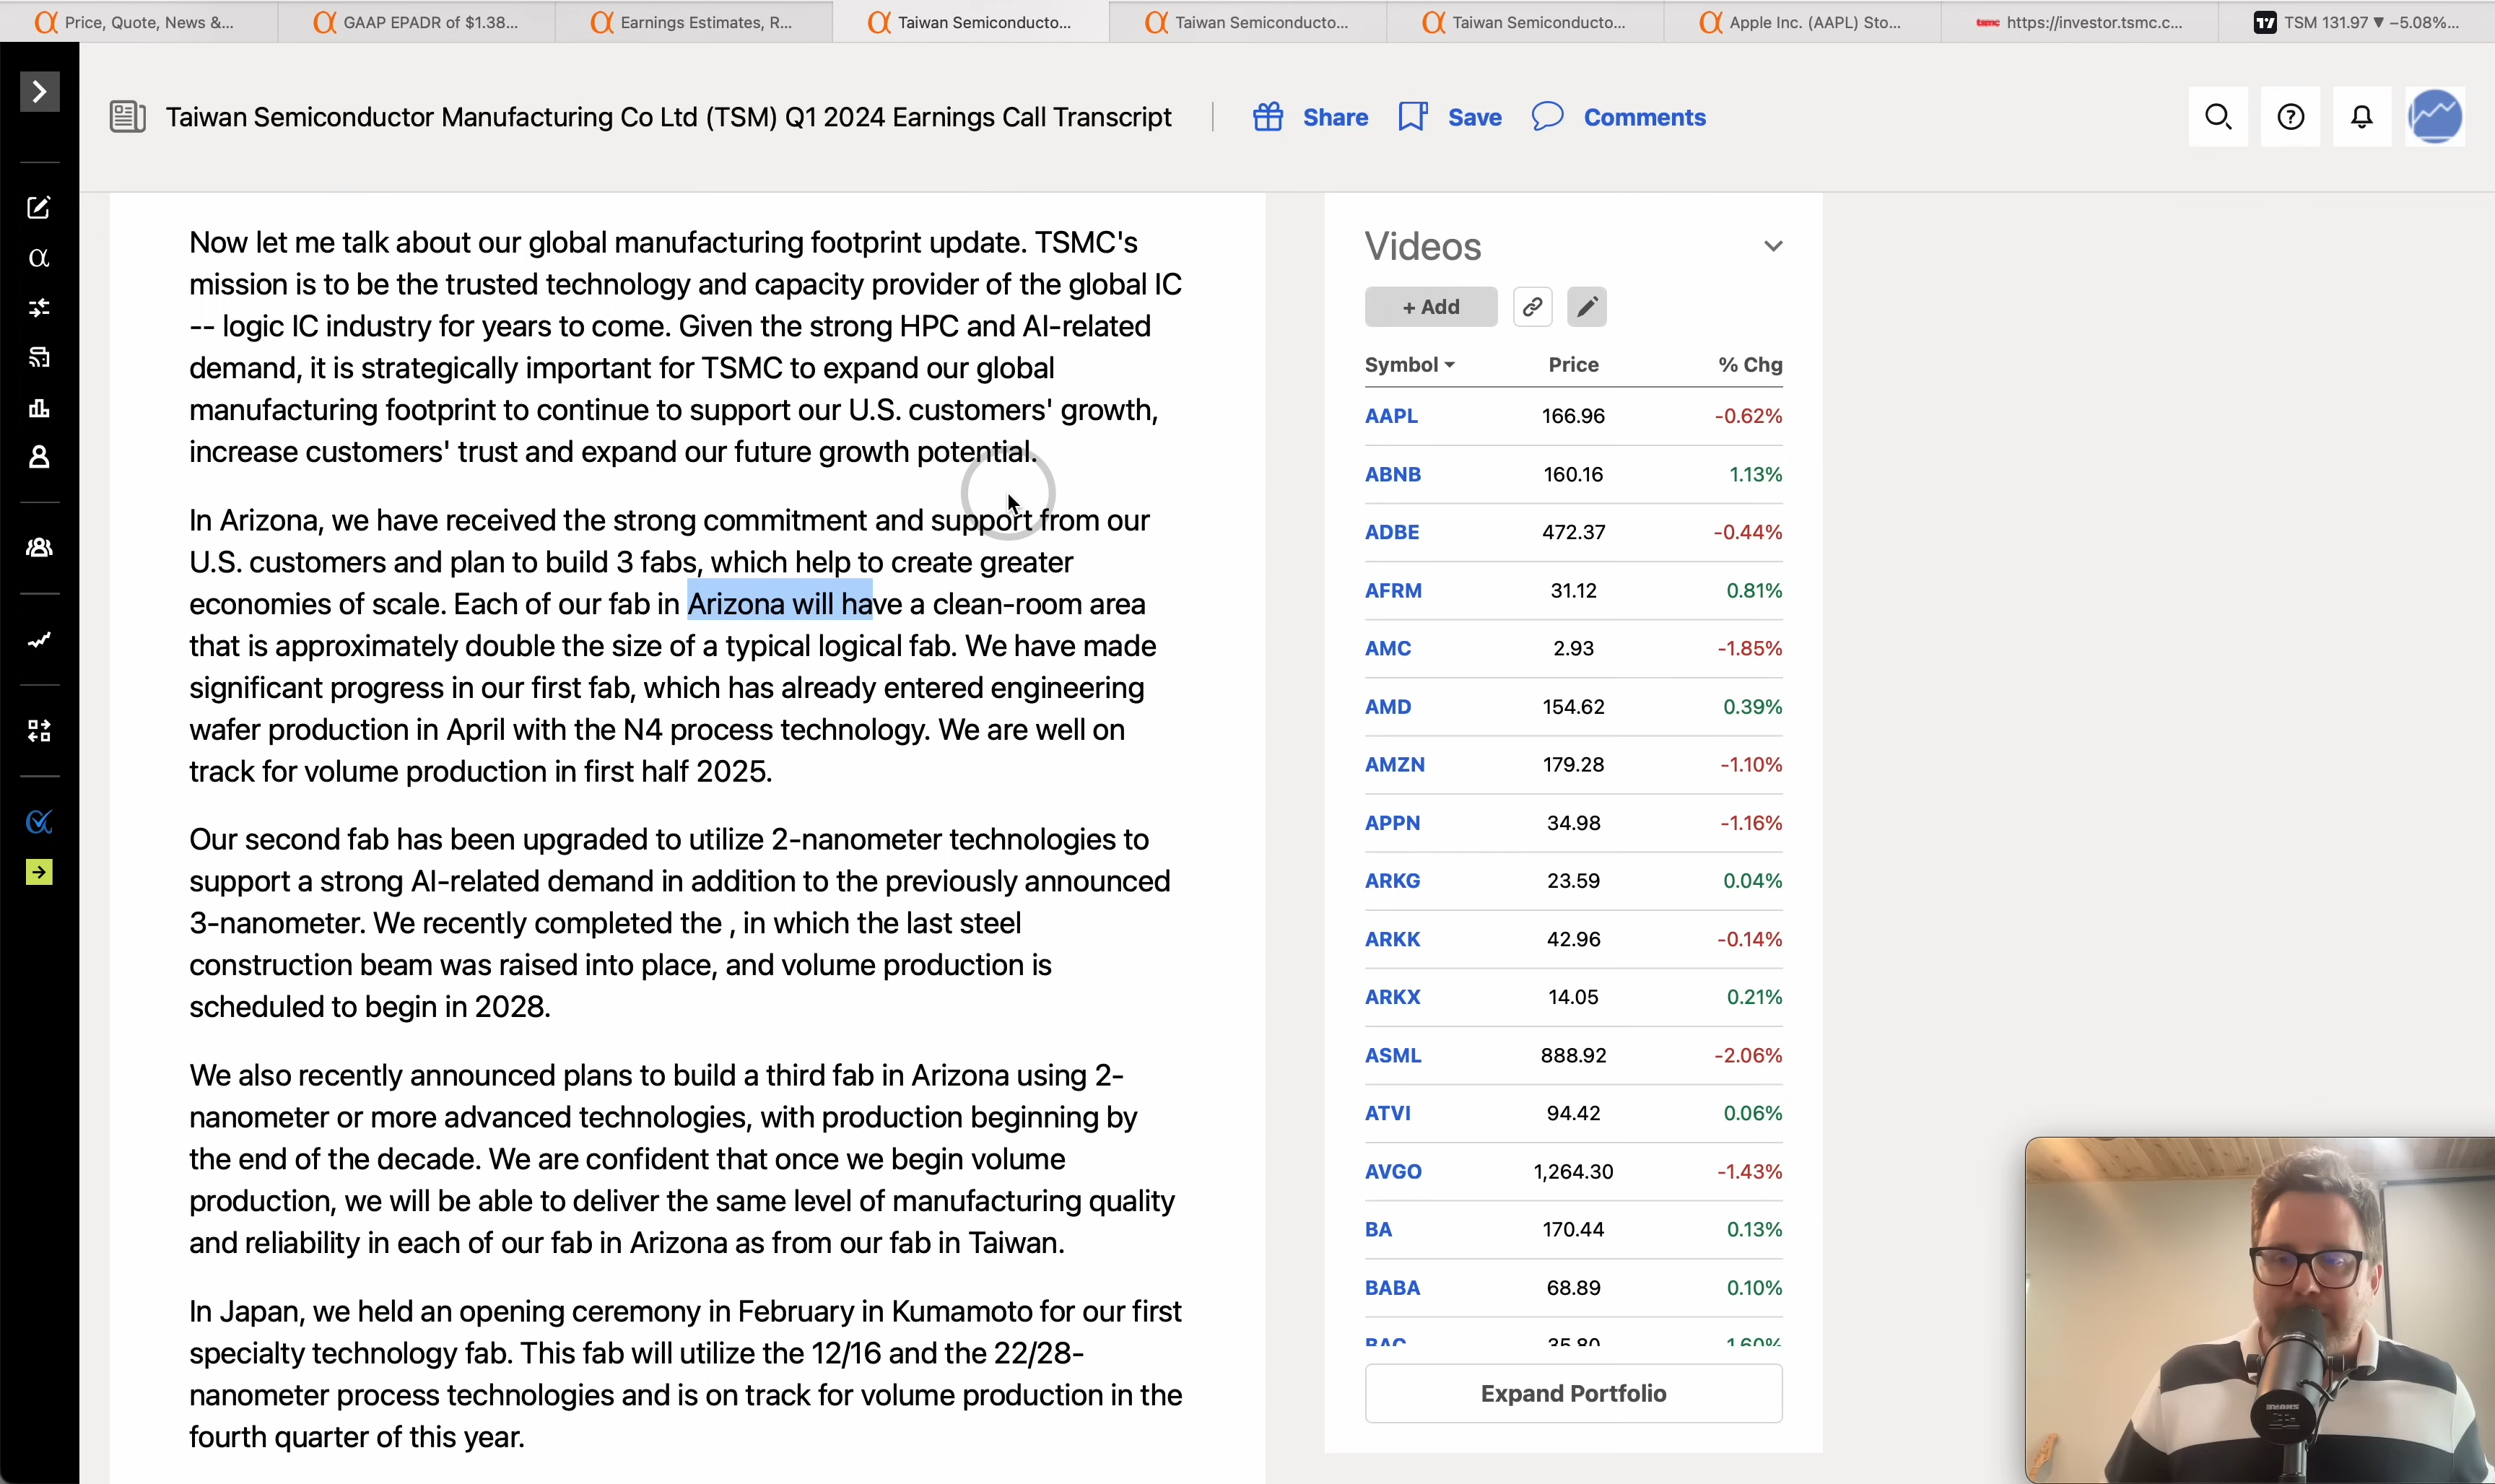 Price, Quote, News &...
GAAP EPADR of $1.38...
Earnings Estimates, R...
Taiwan Semiconducto...
Taiwan Semiconducto...
Taiwan Semiconducto...
Apple Inc. (AAPL) Sto...
tsmc https://investor.tsmc.c...
TSM 131.97 ▼ −5.08%...
Taiwan Semiconductor Manufacturing Co Ltd (TSM) Q1 2024 Earnings Call Transcript
Share
Save
Comments
Now let me talk about our global manufacturing footprint update. TSMC's
mission is to be the trusted technology and capacity provider of the global IC
-- logic IC industry for years to come. Given the strong HPC and AI-related
demand, it is strategically important for TSMC to expand our global
manufacturing footprint to continue to support our U.S. customers' growth,
increase customers' trust and expand our future growth potential.
In Arizona, we have received the strong commitment and support from our
U.S. customers and plan to build 3 fabs, which help to create greater
economies of scale. Each of our fab in Arizona will have a clean-room area
that is approximately double the size of a typical logical fab. We have made
significant progress in our first fab, which has already entered engineering
wafer production in April with the N4 process technology. We are well on
track for volume production in first half 2025.
Our second fab has been upgraded to utilize 2-nanometer technologies to
support a strong AI-related demand in addition to the previously announced
3-nanometer. We recently completed the , in which the last steel
construction beam was raised into place, and volume production is
scheduled to begin in 2028.
We also recently announced plans to build a third fab in Arizona using 2-
nanometer or more advanced technologies, with production beginning by
the end of the decade. We are confident that once we begin volume
production, we will be able to deliver the same level of manufacturing quality
and reliability in each of our fab in Arizona as from our fab in Taiwan.
In Japan, we held an opening ceremony in February in Kumamoto for our first
specialty technology fab. This fab will utilize the 12/16 and the 22/28-
nanometer process technologies and is on track for volume production in the
fourth quarter of this year.
Videos
+ Add
Symbol Price % Chg
AAPL 166.96 -0.62%
ABNB 160.16 1.13%
ADBE 472.37 -0.44%
AFRM 31.12 0.81%
AMC 2.93 -1.85%
AMD 154.62 0.39%
AMZN 179.28 -1.10%
APPN 34.98 -1.16%
ARKG 23.59 0.04%
ARKK 42.96 -0.14%
ARKX 14.05 0.21%
ASML 888.92 -2.06%
ATVI 94.42 0.06%
AVGO 1,264.30 -1.43%
BA 170.44 0.13%
BABA 68.89 0.10%
BAC 35.80 1.60%
Expand Portfolio
SHURE